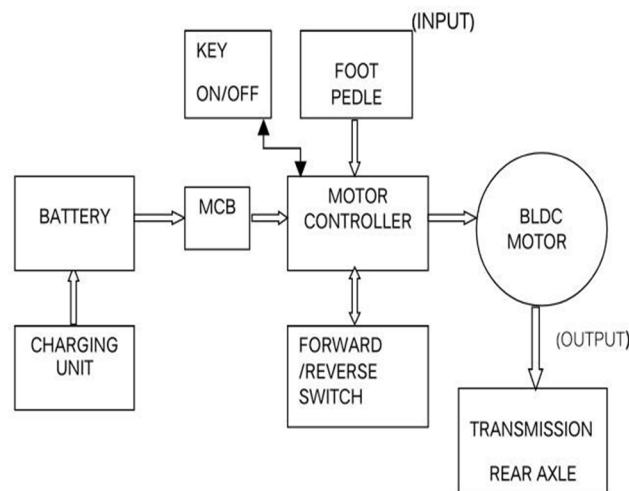 (INPUT)
KEY
ON/OFF
FOOT
PEDLE
BATTERY
MCB
MOTOR
CONTROLLER
BLDC
MOTOR
CHARGING
UNIT
FORWARD
/REVERSE
SWITCH
(OUTPUT)
TRANSMISSION
REAR AXLE